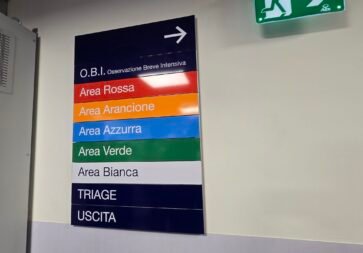 O.B.I. Osservazione Breve Intensiva
Area Rossa
Area Arancione
Area Azzurra
Area Verde
Area Bianca
TRIAGE
USCITA